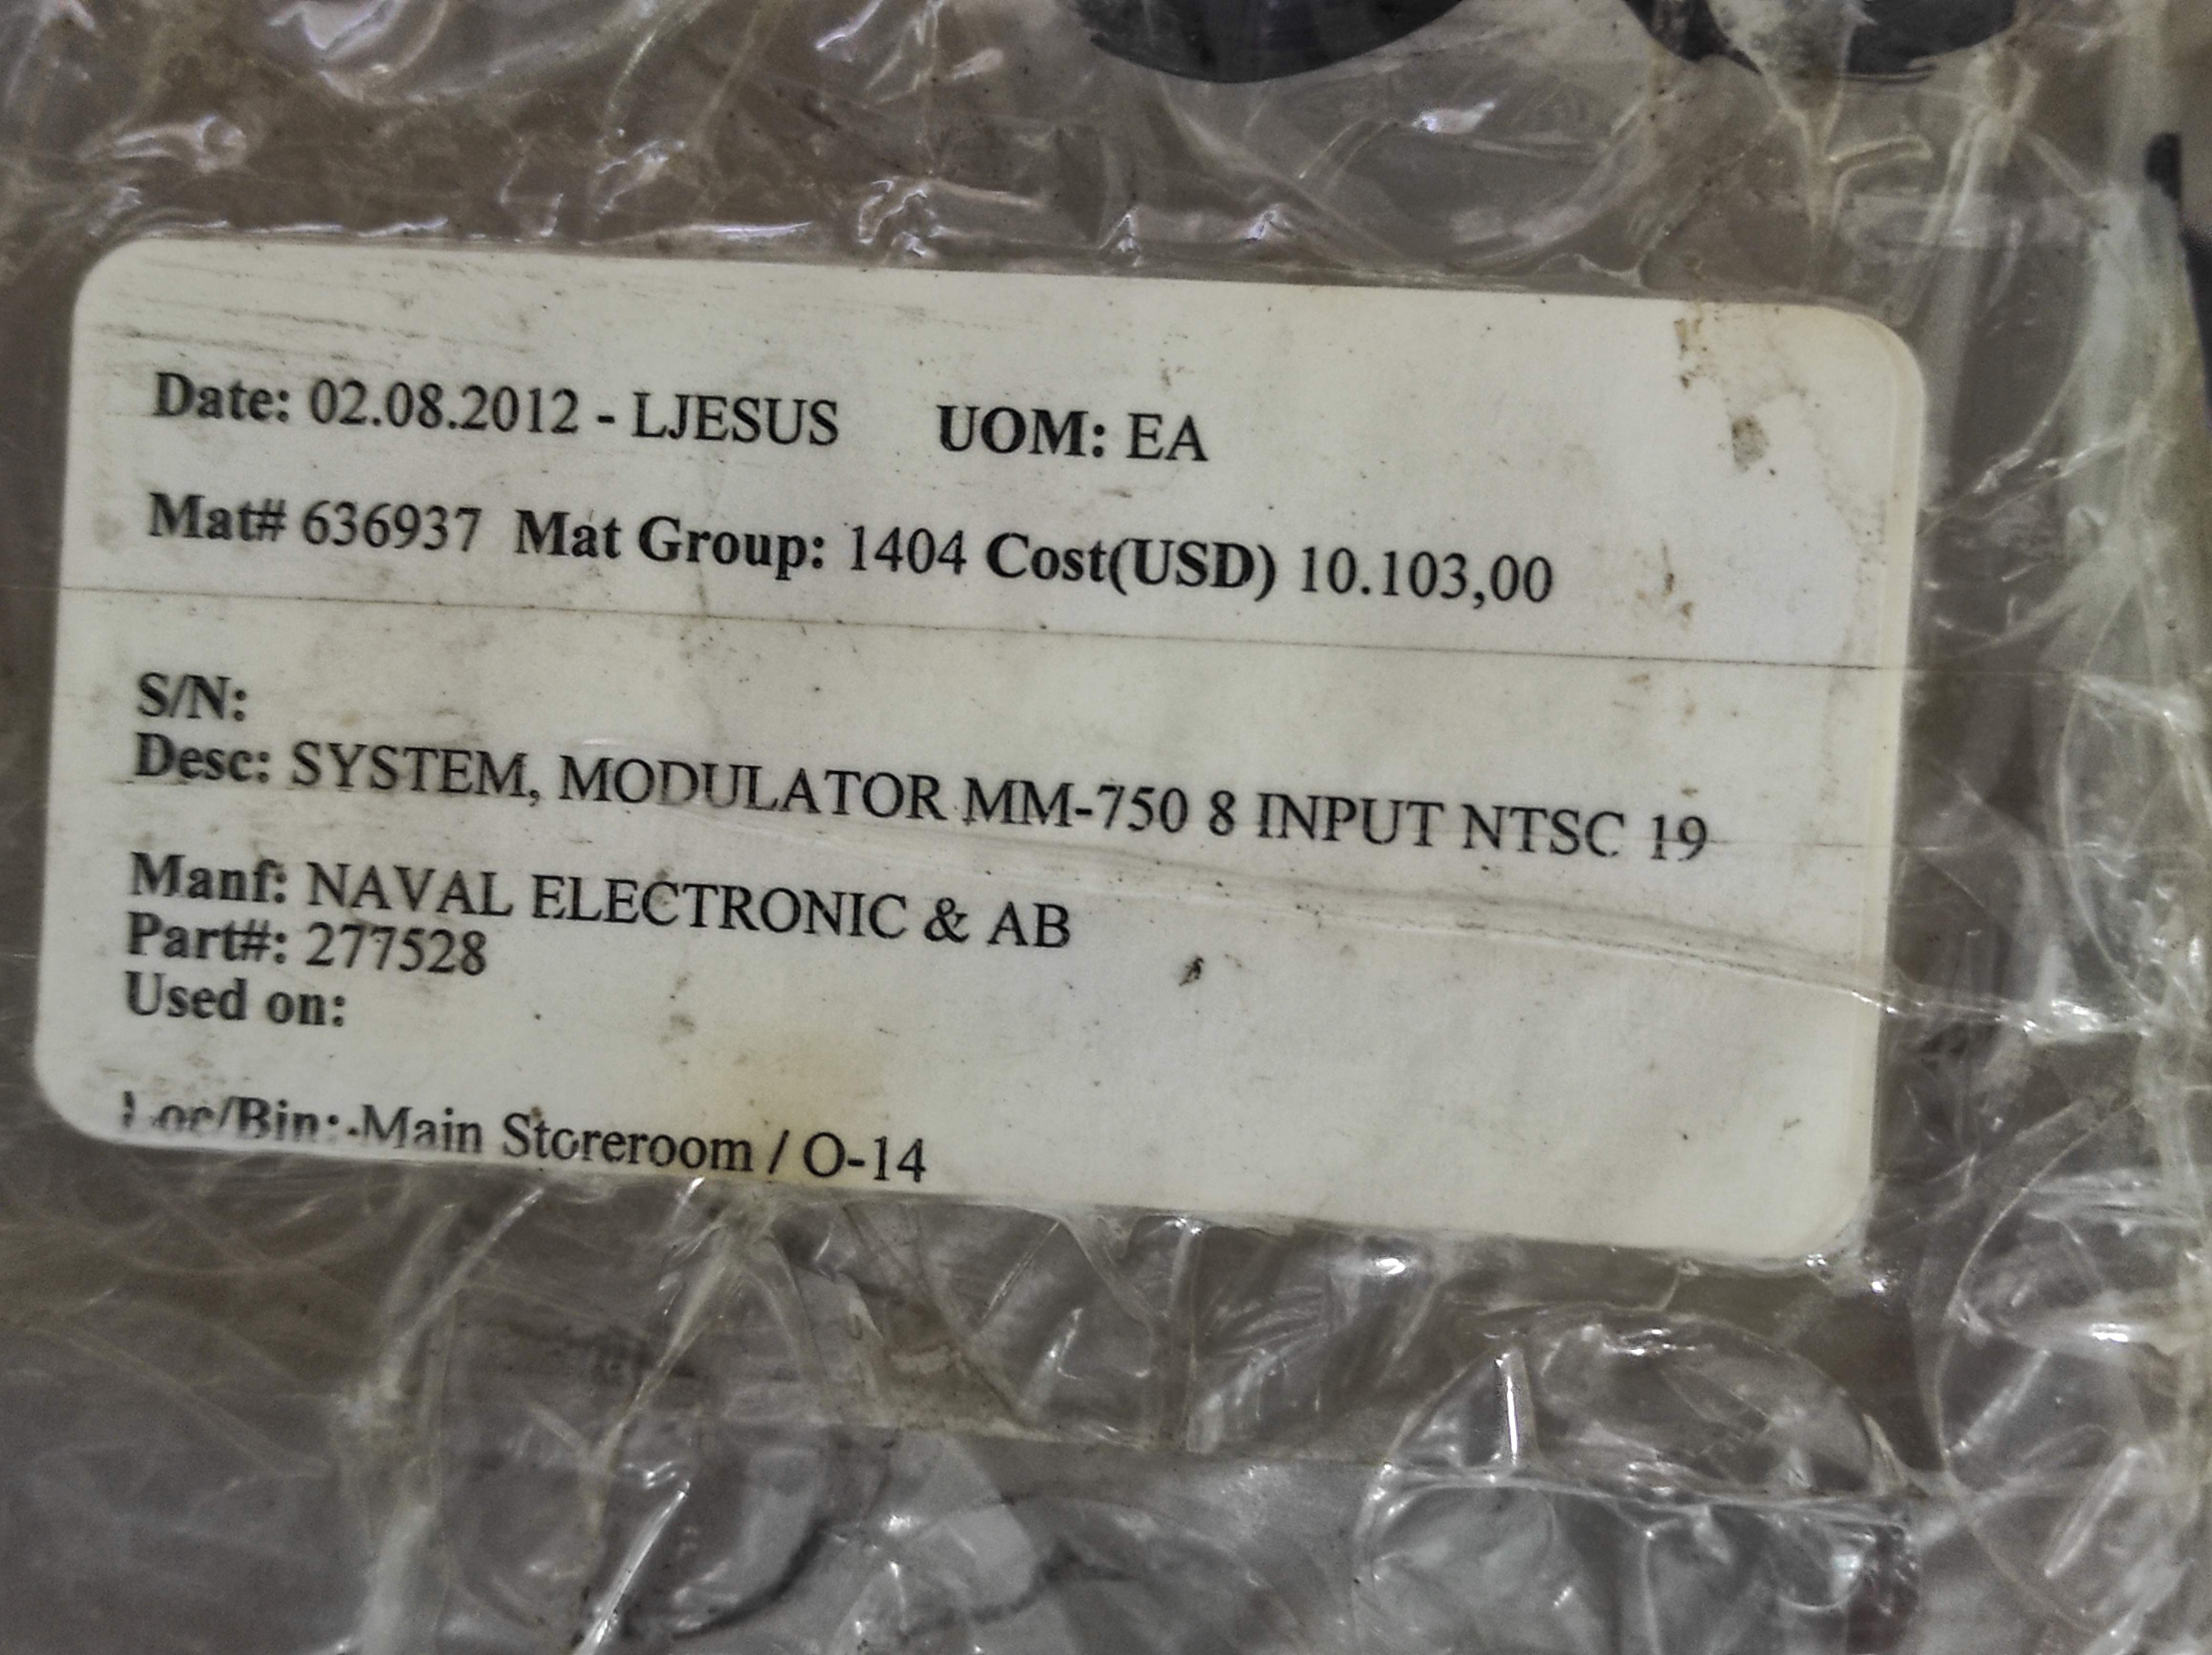 Date: 02.08.2012 - LJESUS UOM: EA
Mat# 636937 Mat Group: 1404 Cost(USD) 10.103,00
S/N:
Desc: SYSTEM, MODULATOR MM-750 8 INPUT NTSC 19
Manf: NAVAL ELECTRONIC & AB
Part#: 277528
Used on:
Loc/Bin: Main Storeroom / O-14